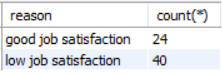 reason count(*)
good job satisfaction 24
low job satisfaction 40